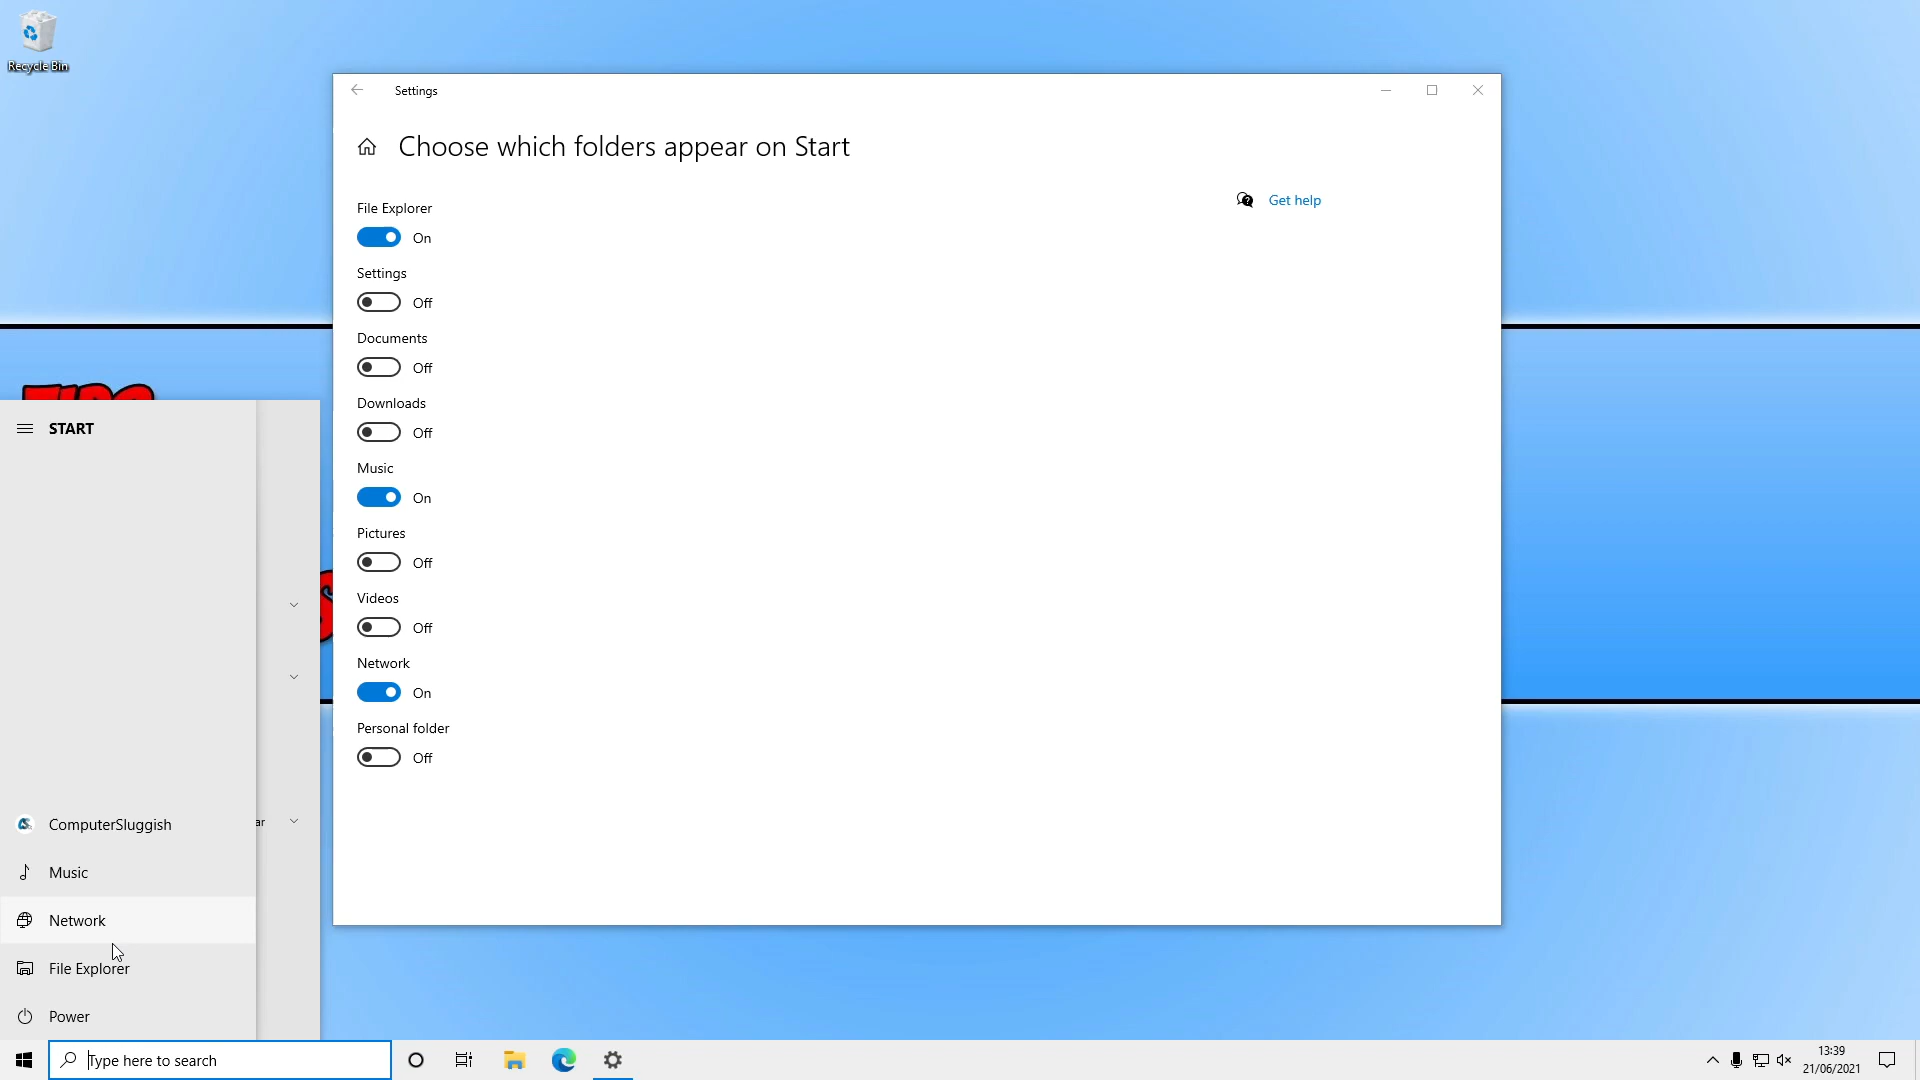 Recycle Bin
Settings
Choose which folders appear on Start
Get help
File Explorer
On
Settings
Off
Documents
Off
Downloads
Off
Music
On
Pictures
Off
Videos
Off
Network
On
Personal folder
Off
START
ComputerSluggish
ar
Music
Network
File Explorer
Power
Type here to search
13:39
21/06/2021